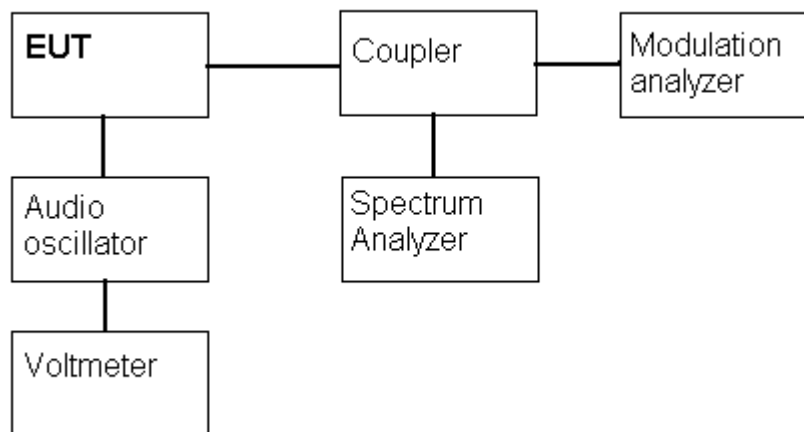 EUT
Coupler
Modulation
analyzer
Audio
oscillator
Spectrum
Analyzer
Voltmeter